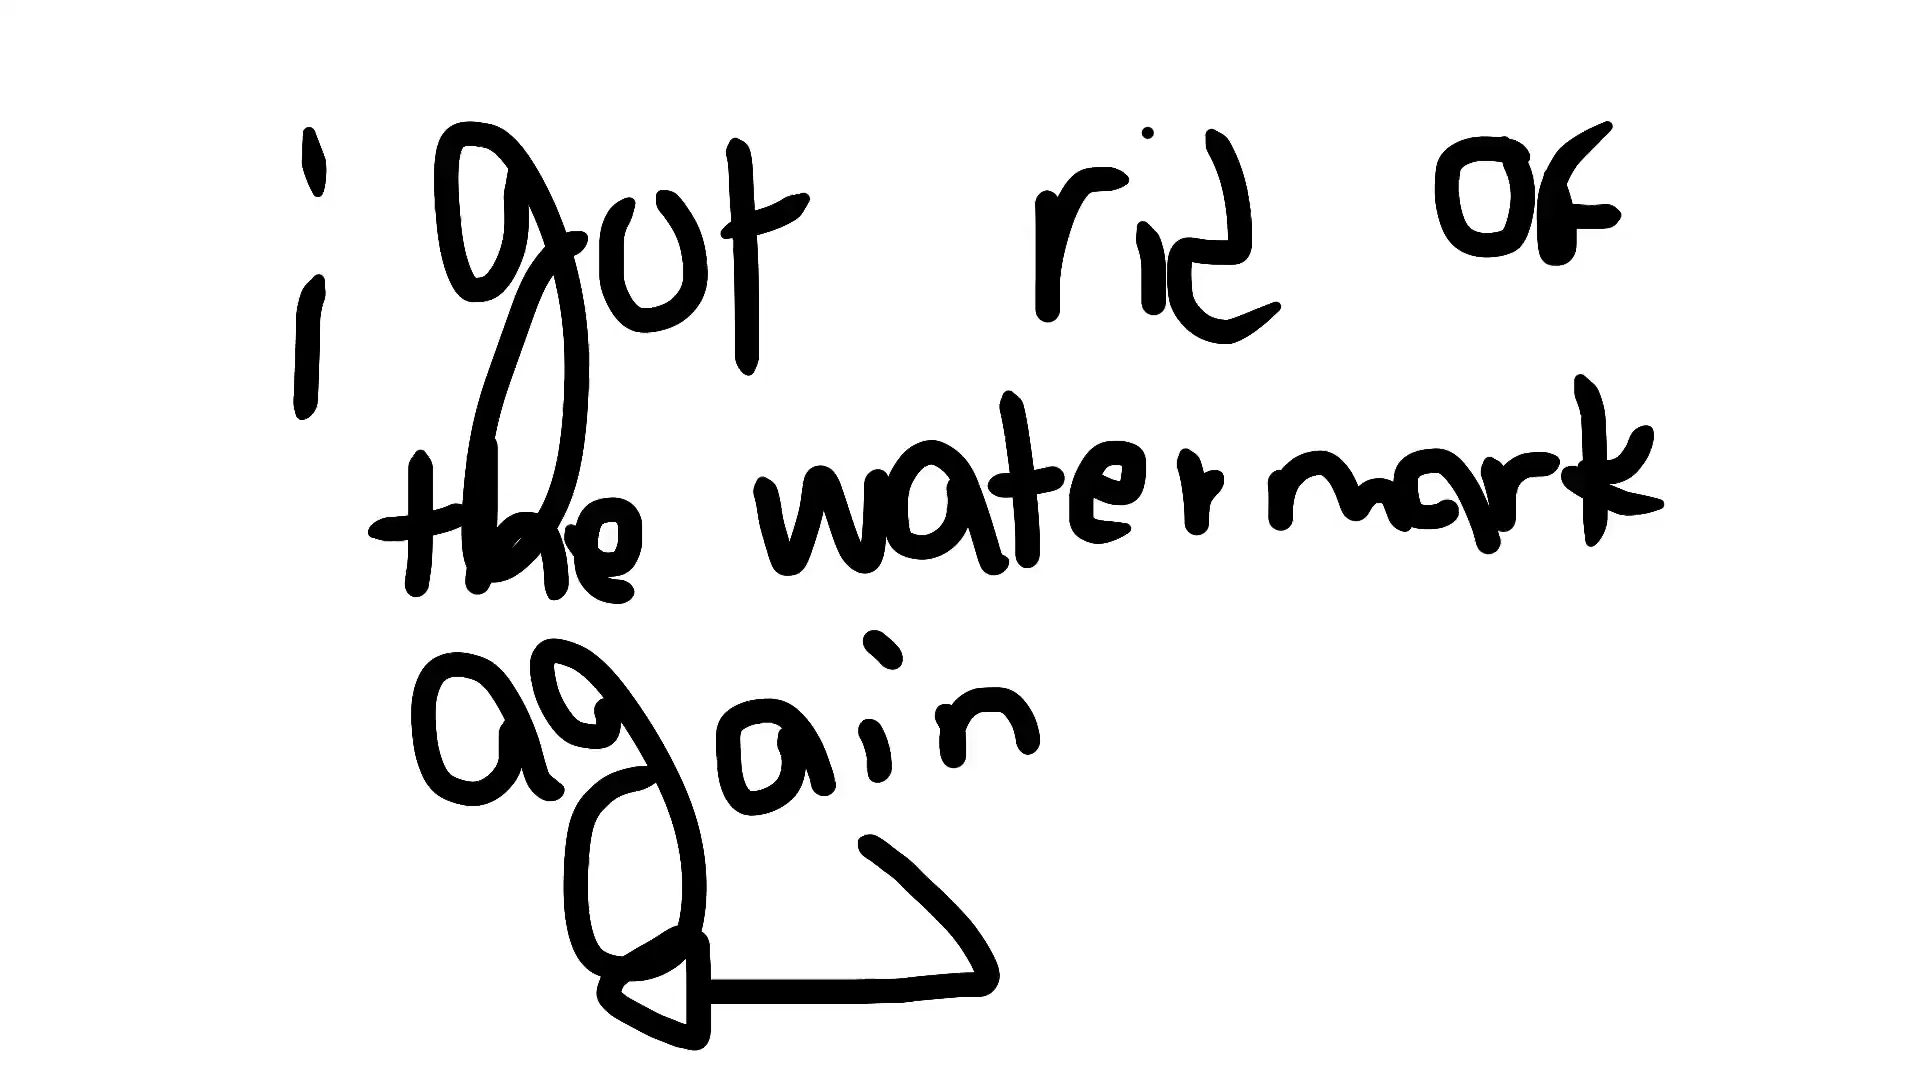 i got rid of
the watermark
again